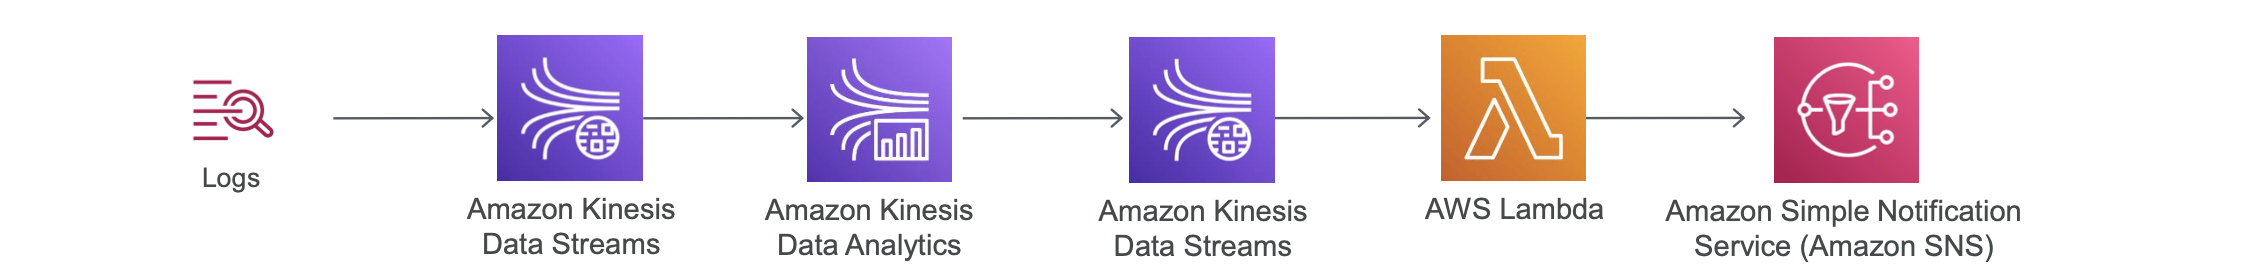 Logs
Amazon Kinesis
Data Streams
Amazon Kinesis
Data Analytics
Amazon Kinesis
Data Streams
AWS Lambda
Amazon Simple Notification
Service (Amazon SNS)